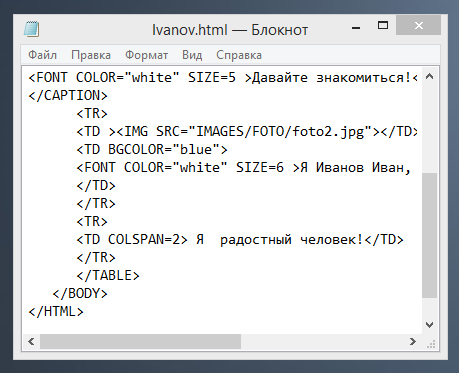 Ivanov.html — Блокнот
Файл Правка Формат Вид Справка
<FONT COLOR="white" SIZE=5 >Давайте знакомиться!<
</CAPTION>
<TR>
<TD ><IMG SRC="IMAGES/FOTO/foto2.jpg"></TD>
<TD BGCOLOR="blue">
<FONT COLOR="white" SIZE=6 >Я Иванов Иван,
</TD>
</TR>
<TR>
<TD COLSPAN=2> Я  радостный человек!</TD>
</TR>
</TABLE>
</BODY>
</HTML>